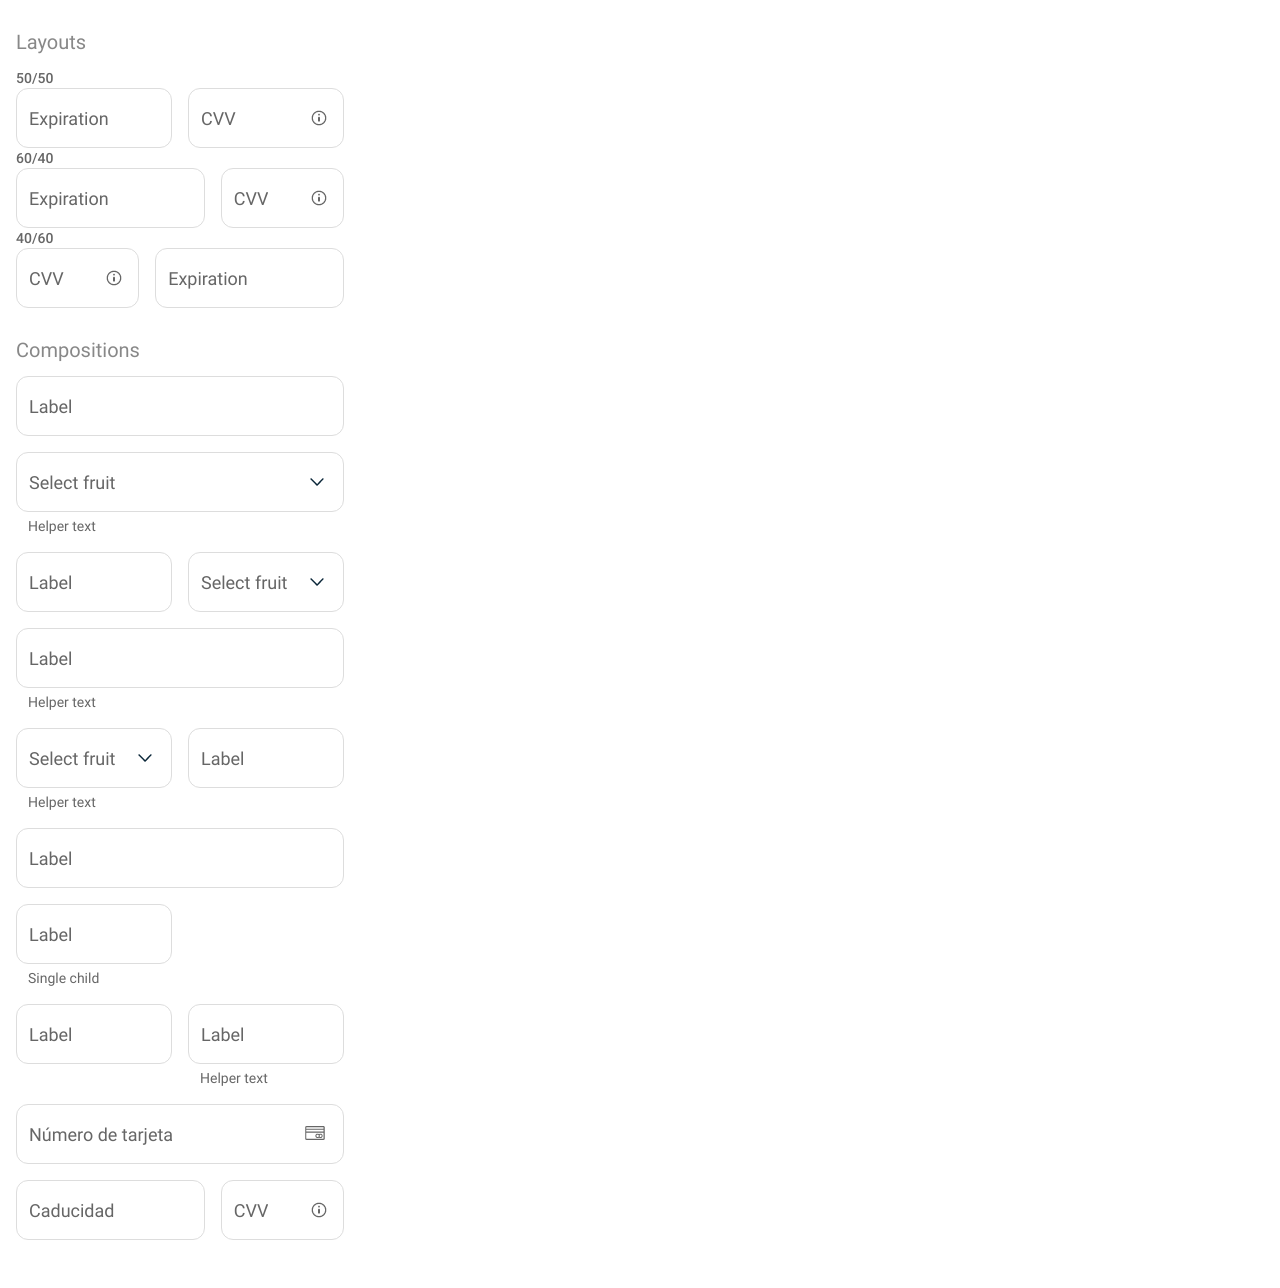 Layouts
50/50
Expiration CVV
60/40
Expiration CVV
40/60
CVV Expiration
Compositions
Label
Select fruit
Helper text
Label Select fruit
Label
Helper text
Select fruit Label
Helper text
Label
Label
Single child
Label Label
Helper text
Número de tarjeta
Caducidad CVV